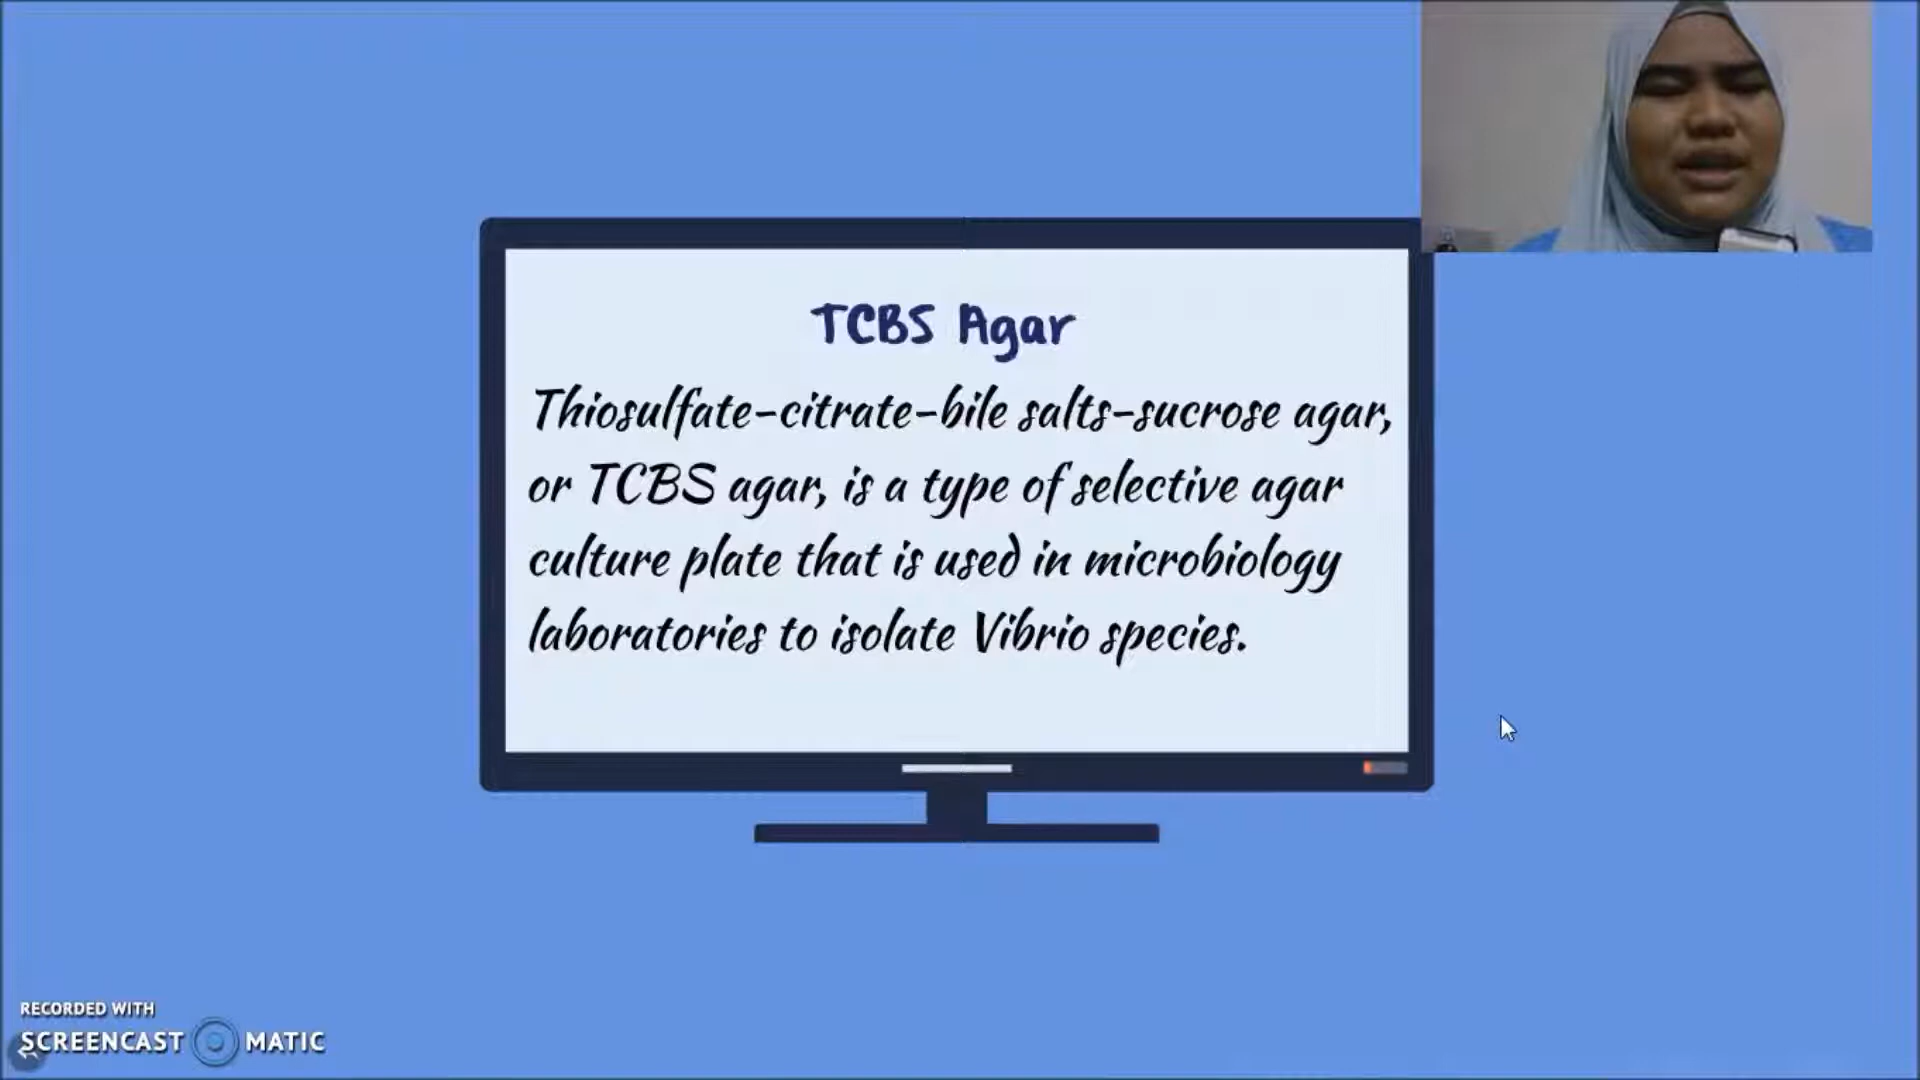 TCBS Agar
Thiosulfate-citrate-bile salts-sucrose agar,
or TCBS agar, is a type of selective agar
culture plate that is used in microbiology
laboratories to isolate Vibrio species.
RECORDED WITH
SCREENCAST MATIC